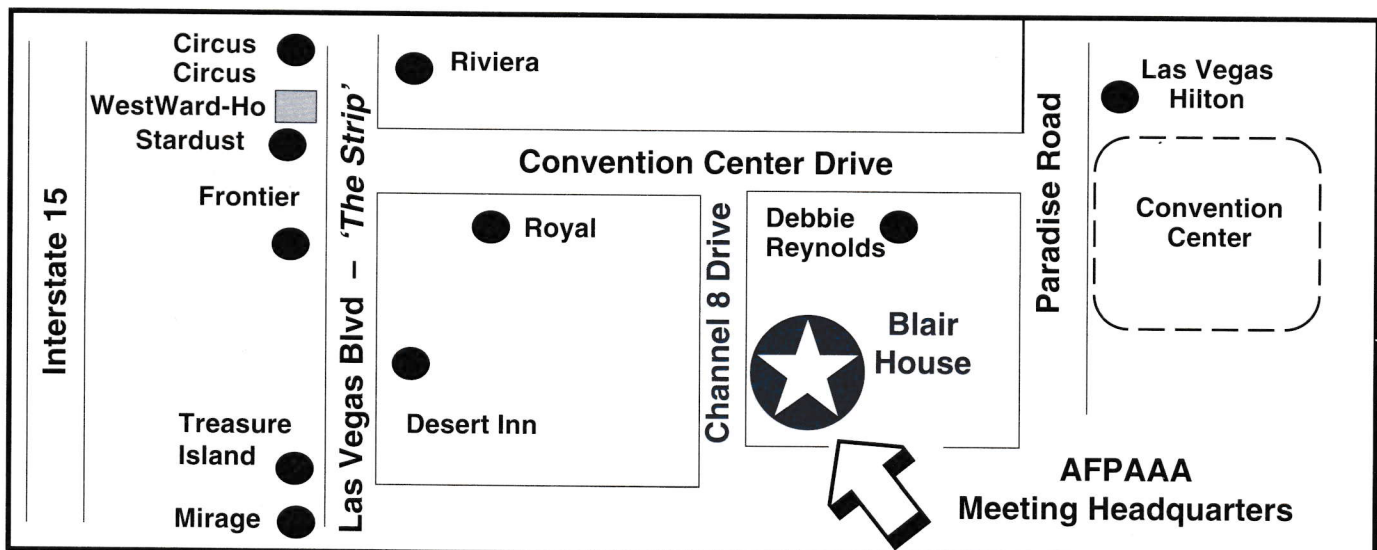 Interstate 15
Circus
Circus
WestWard-Ho
Stardust
Frontier
Treasure
Island
Mirage
Las Vegas Blvd – 'The Strip'
Riviera
Convention Center Drive
Royal
Desert Inn
Channel 8 Drive
Debbie
Reynolds
Blair
House
Paradise Road
Las Vegas
Hilton
Convention
Center
AFPAAA
Meeting Headquarters